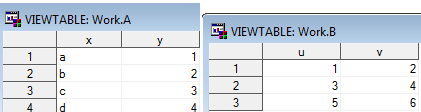 VIEWTABLE: Work.A
x y
1 a 1
2 b 2
3 c 3
4 d 4
VIEWTABLE: Work.B
u v
1 1 2
2 3 4
3 5 6